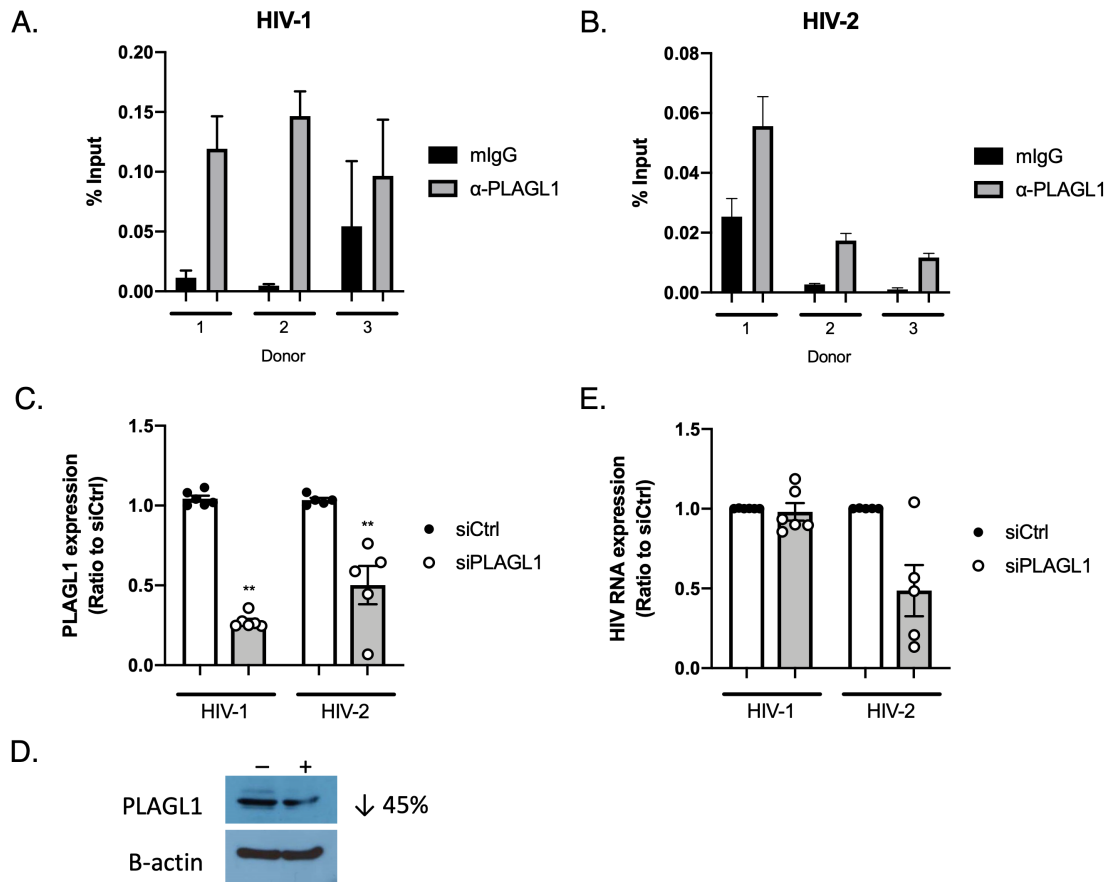 A.
HIV-1
% Input
0.20
0.15
0.10
0.05
0.00
1 2 3
Donor
mIgG
α-PLAGL1
B.
HIV-2
% Input
0.08
0.06
0.04
0.02
0.00
1 2 3
Donor
mIgG
α-PLAGL1
C.
PLAGL1 expression
(Ratio to siCtrl)
1.5
1.0
0.5
0.0
**
**
HIV-1 HIV-2
siCtrl
siPLAGL1
E.
HIV RNA expression
(Ratio to siCtrl)
1.5
1.0
0.5
0.0
HIV-1 HIV-2
siCtrl
siPLAGL1
D.
– +
PLAGL1
↓ 45%
B-actin